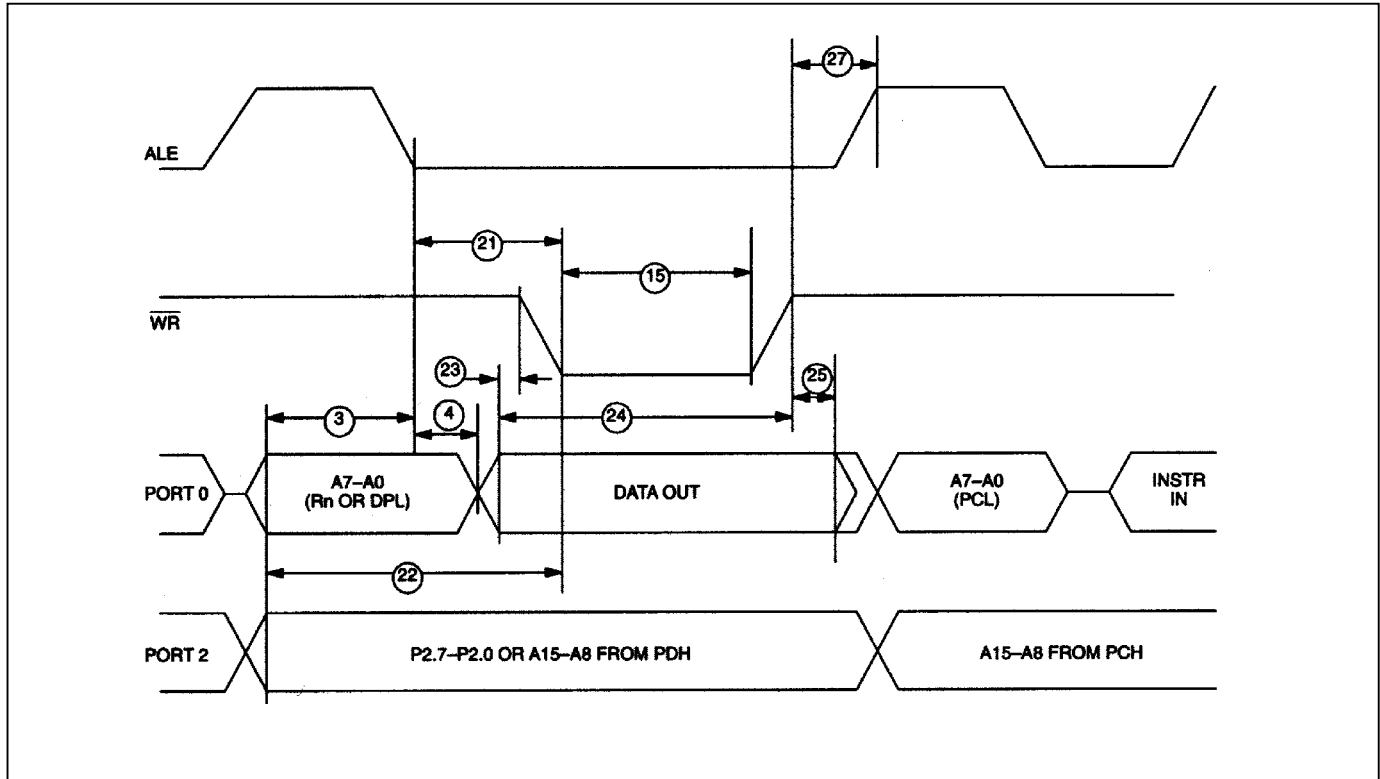 27
ALE
21
15
WR
23
25
3
4
24
PORT 0
A7–A0
(Rn OR DPL)
DATA OUT
A7–A0
(PCL)
INSTR
IN
22
PORT 2
P2.7–P2.0 OR A15–A8 FROM PDH
A15–A8 FROM PCH